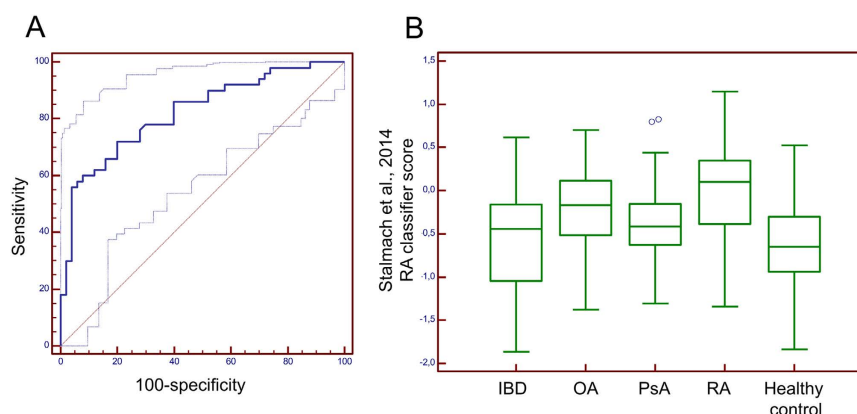 A
100
80
60
40
20
0
Sensitivity
0 20 40 60 80 100
100-specificity
B
1,5
1,0
0,5
0,0
-0,5
-1,0
-1,5
-2,0
Stalmach et al., 2014
RA classifier score
IBD OA PsA RA Healthy
control